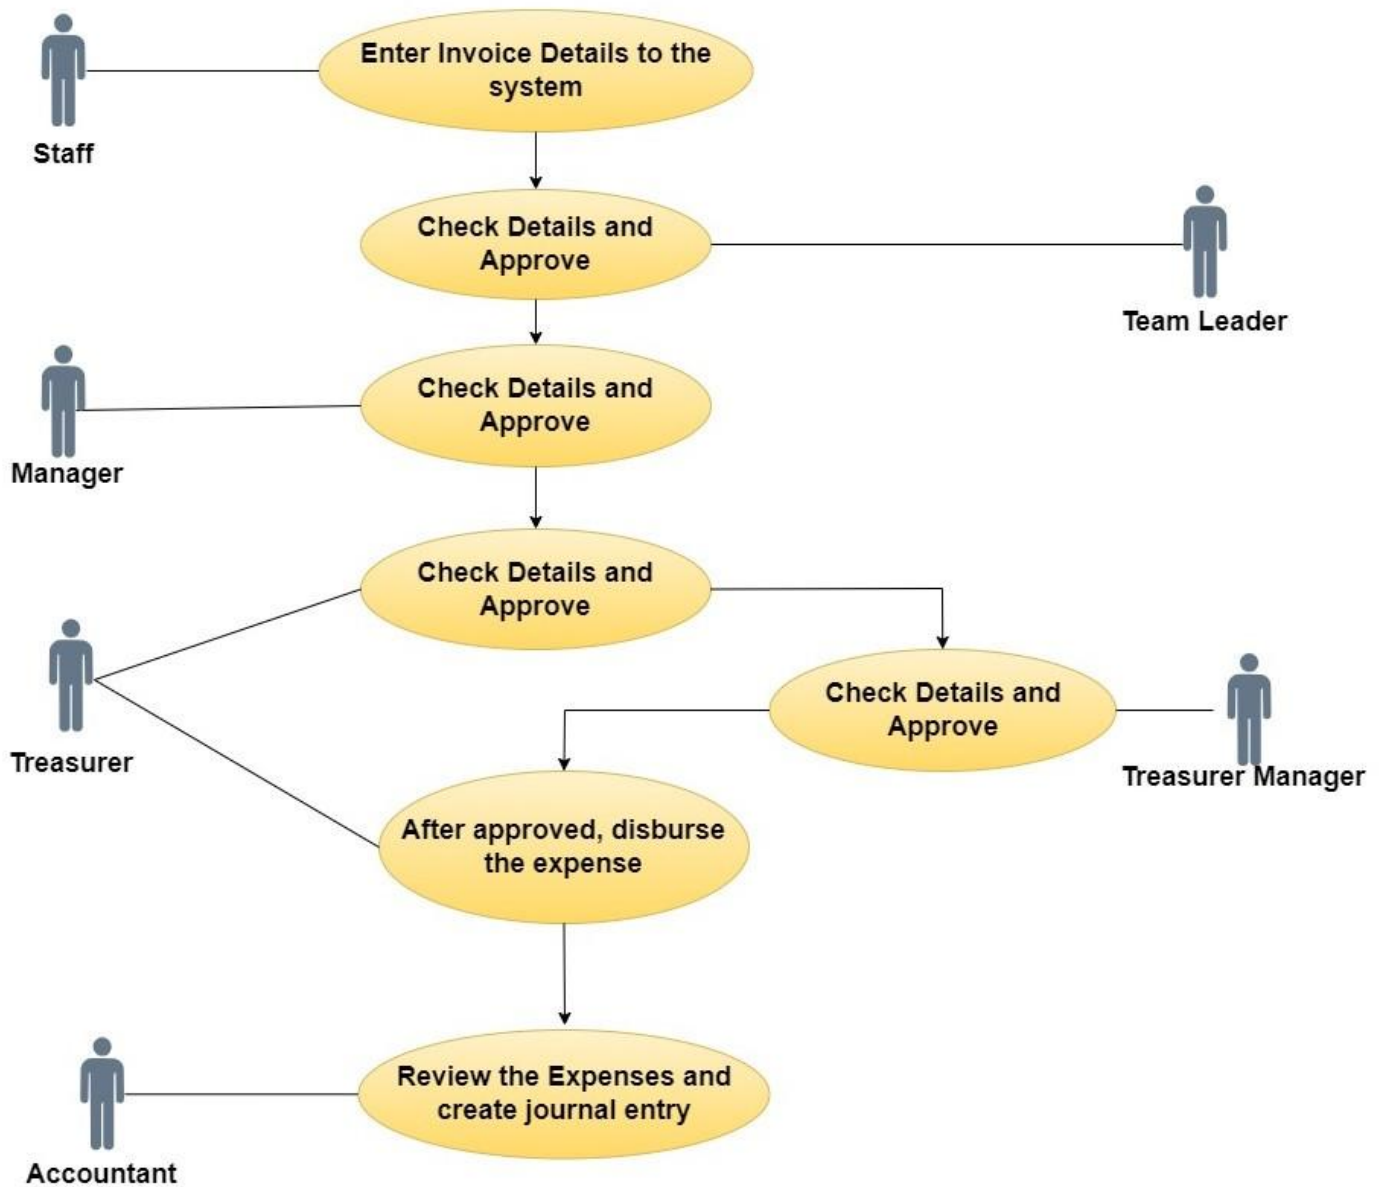 Enter Invoice Details to the
system
Staff
Check Details and
Approve
Team Leader
Check Details and
Approve
Manager
Check Details and
Approve
Treasurer
Check Details and
Approve
Treasurer Manager
After approved, disburse
the expense
Review the Expenses and
create journal entry
Accountant